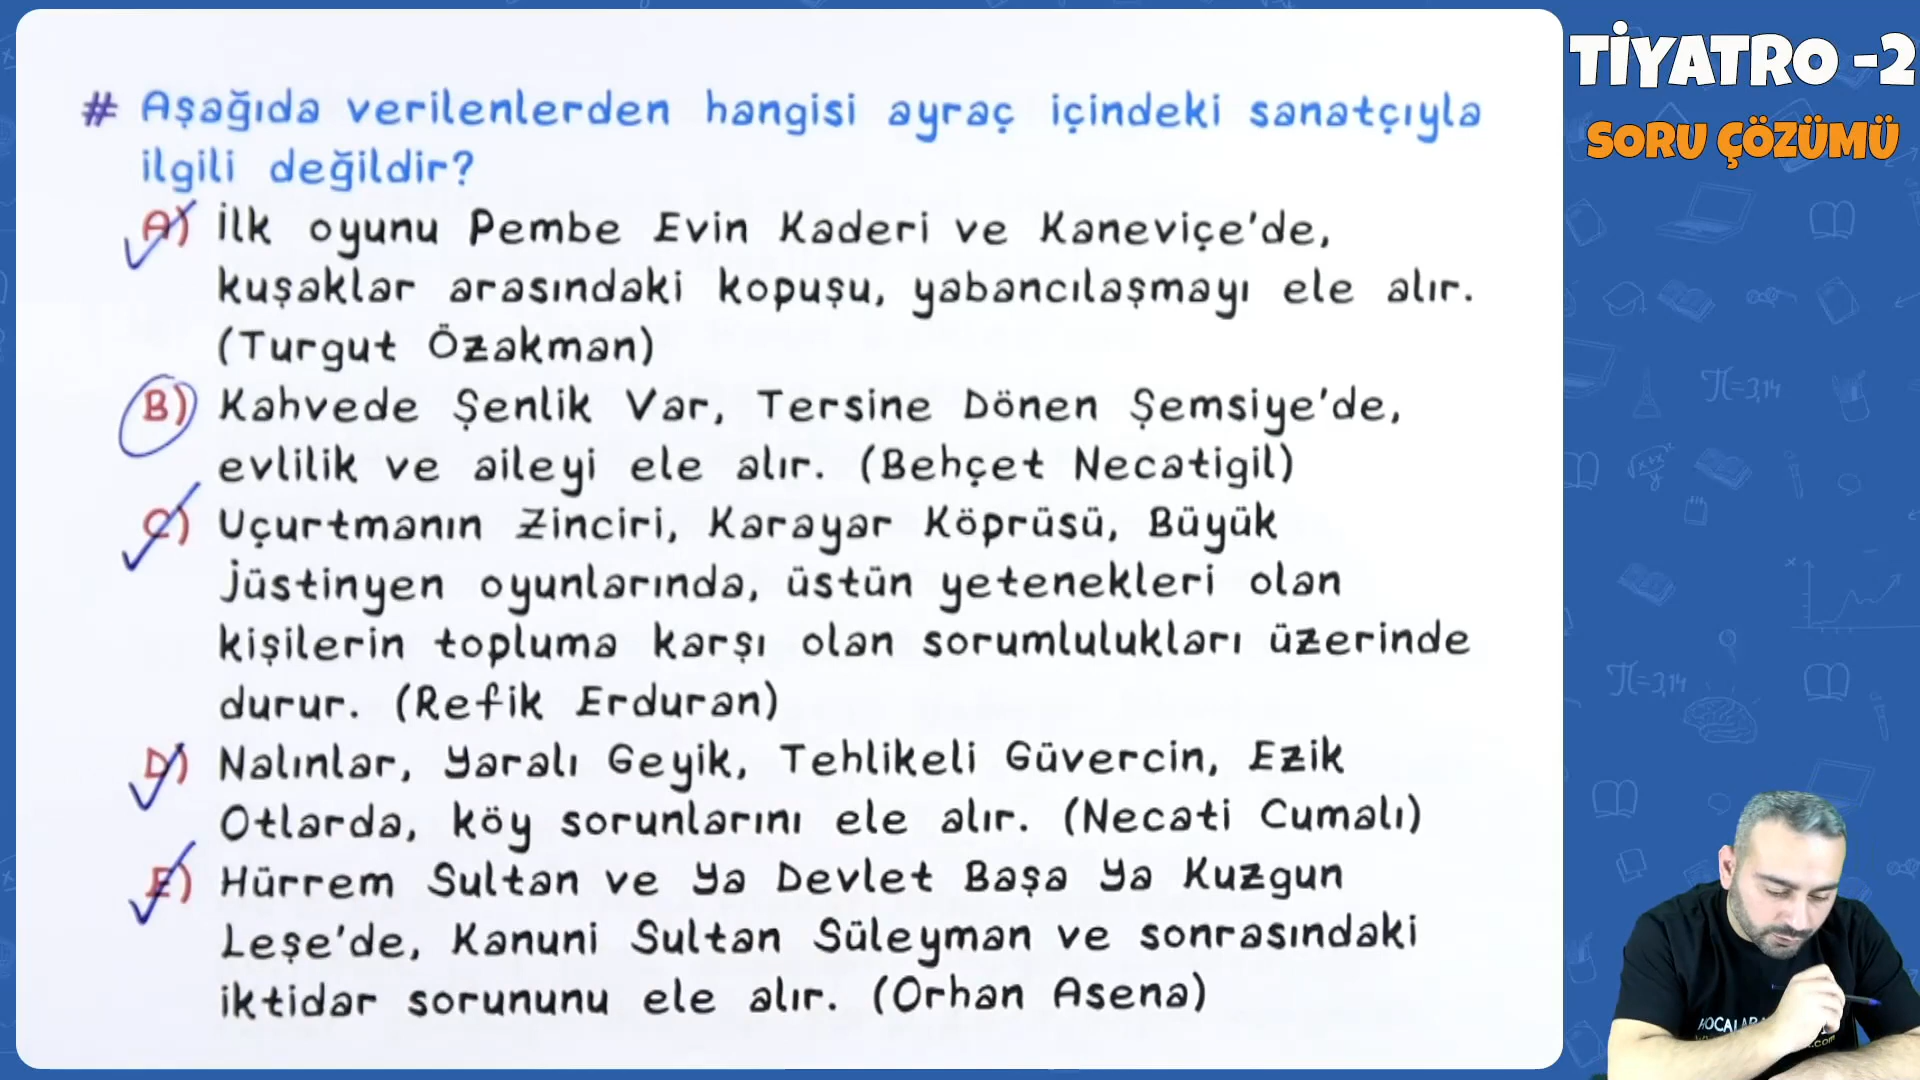 TİYATRO -2
SORU ÇÖZÜMÜ
# Aşağıda verilenlerden hangisi ayraç içindeki sanatçıyla
ilgili değildir?
A) İlk oyunu Pembe Evin Kaderi ve Kaneviçe'de,
kuşaklar arasındaki kopuşu, yabancılaşmayı ele alır.
(Turgut Özakman)
B) Kahvede Şenlik Var, Tersine Dönen Şemsiye'de,
evlilik ve aileyi ele alır. (Behçet Necatigil)
C) Uçurtmanın Zinciri, Karayar Köprüsü, Büyük
Jüstinyen oyunlarında, üstün yetenekleri olan
kişilerin topluma karşı olan sorumlulukları üzerinde
durur. (Refik Erduran)
D) Nalınlar, Yaralı Geyik, Tehlikeli Güvercin, Ezik
Otlarda, köy sorunlarını ele alır. (Necati Cumalı)
E) Hürrem Sultan ve Ya Devlet Başa Ya Kuzgun
Leşe'de, Kanuni Sultan Süleyman ve sonrasındaki
iktidar sorununu ele alır. (Orhan Asena)
π=3,14
π=3,14